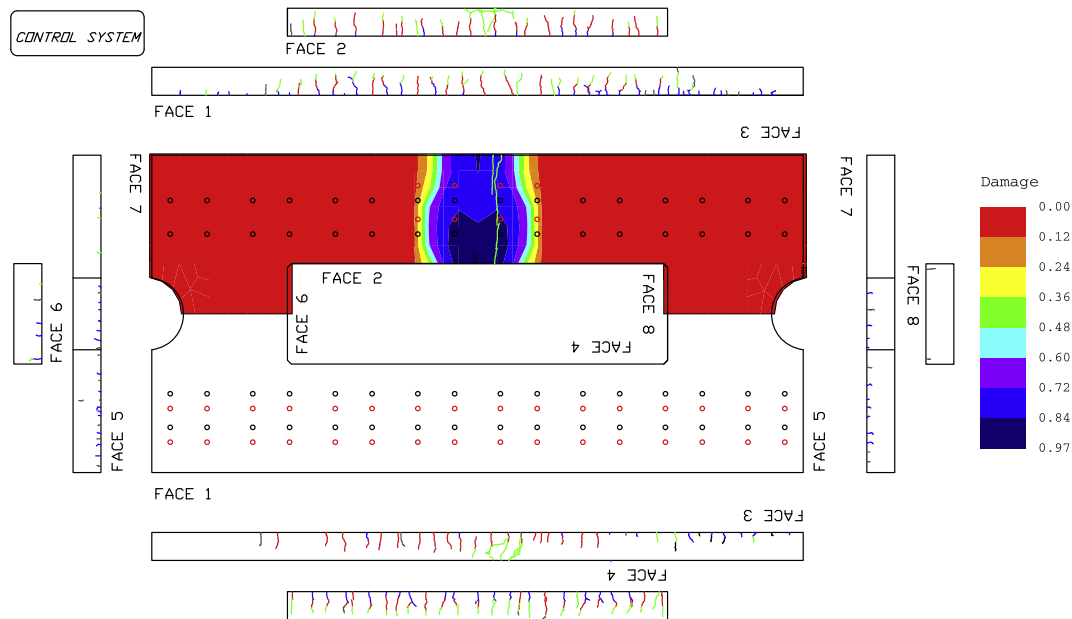 CONTROL SYSTEM
FACE 2
FACE 1
FACE 3
FACE 7
FACE 7
Damage
0.00
0.12
0.24
0.36
0.48
0.60
0.72
0.84
0.97
FACE 2
FACE 6
FACE 6
FACE 8
FACE 8
FACE 4
FACE 5
FACE 5
FACE 1
FACE 3
FACE 4